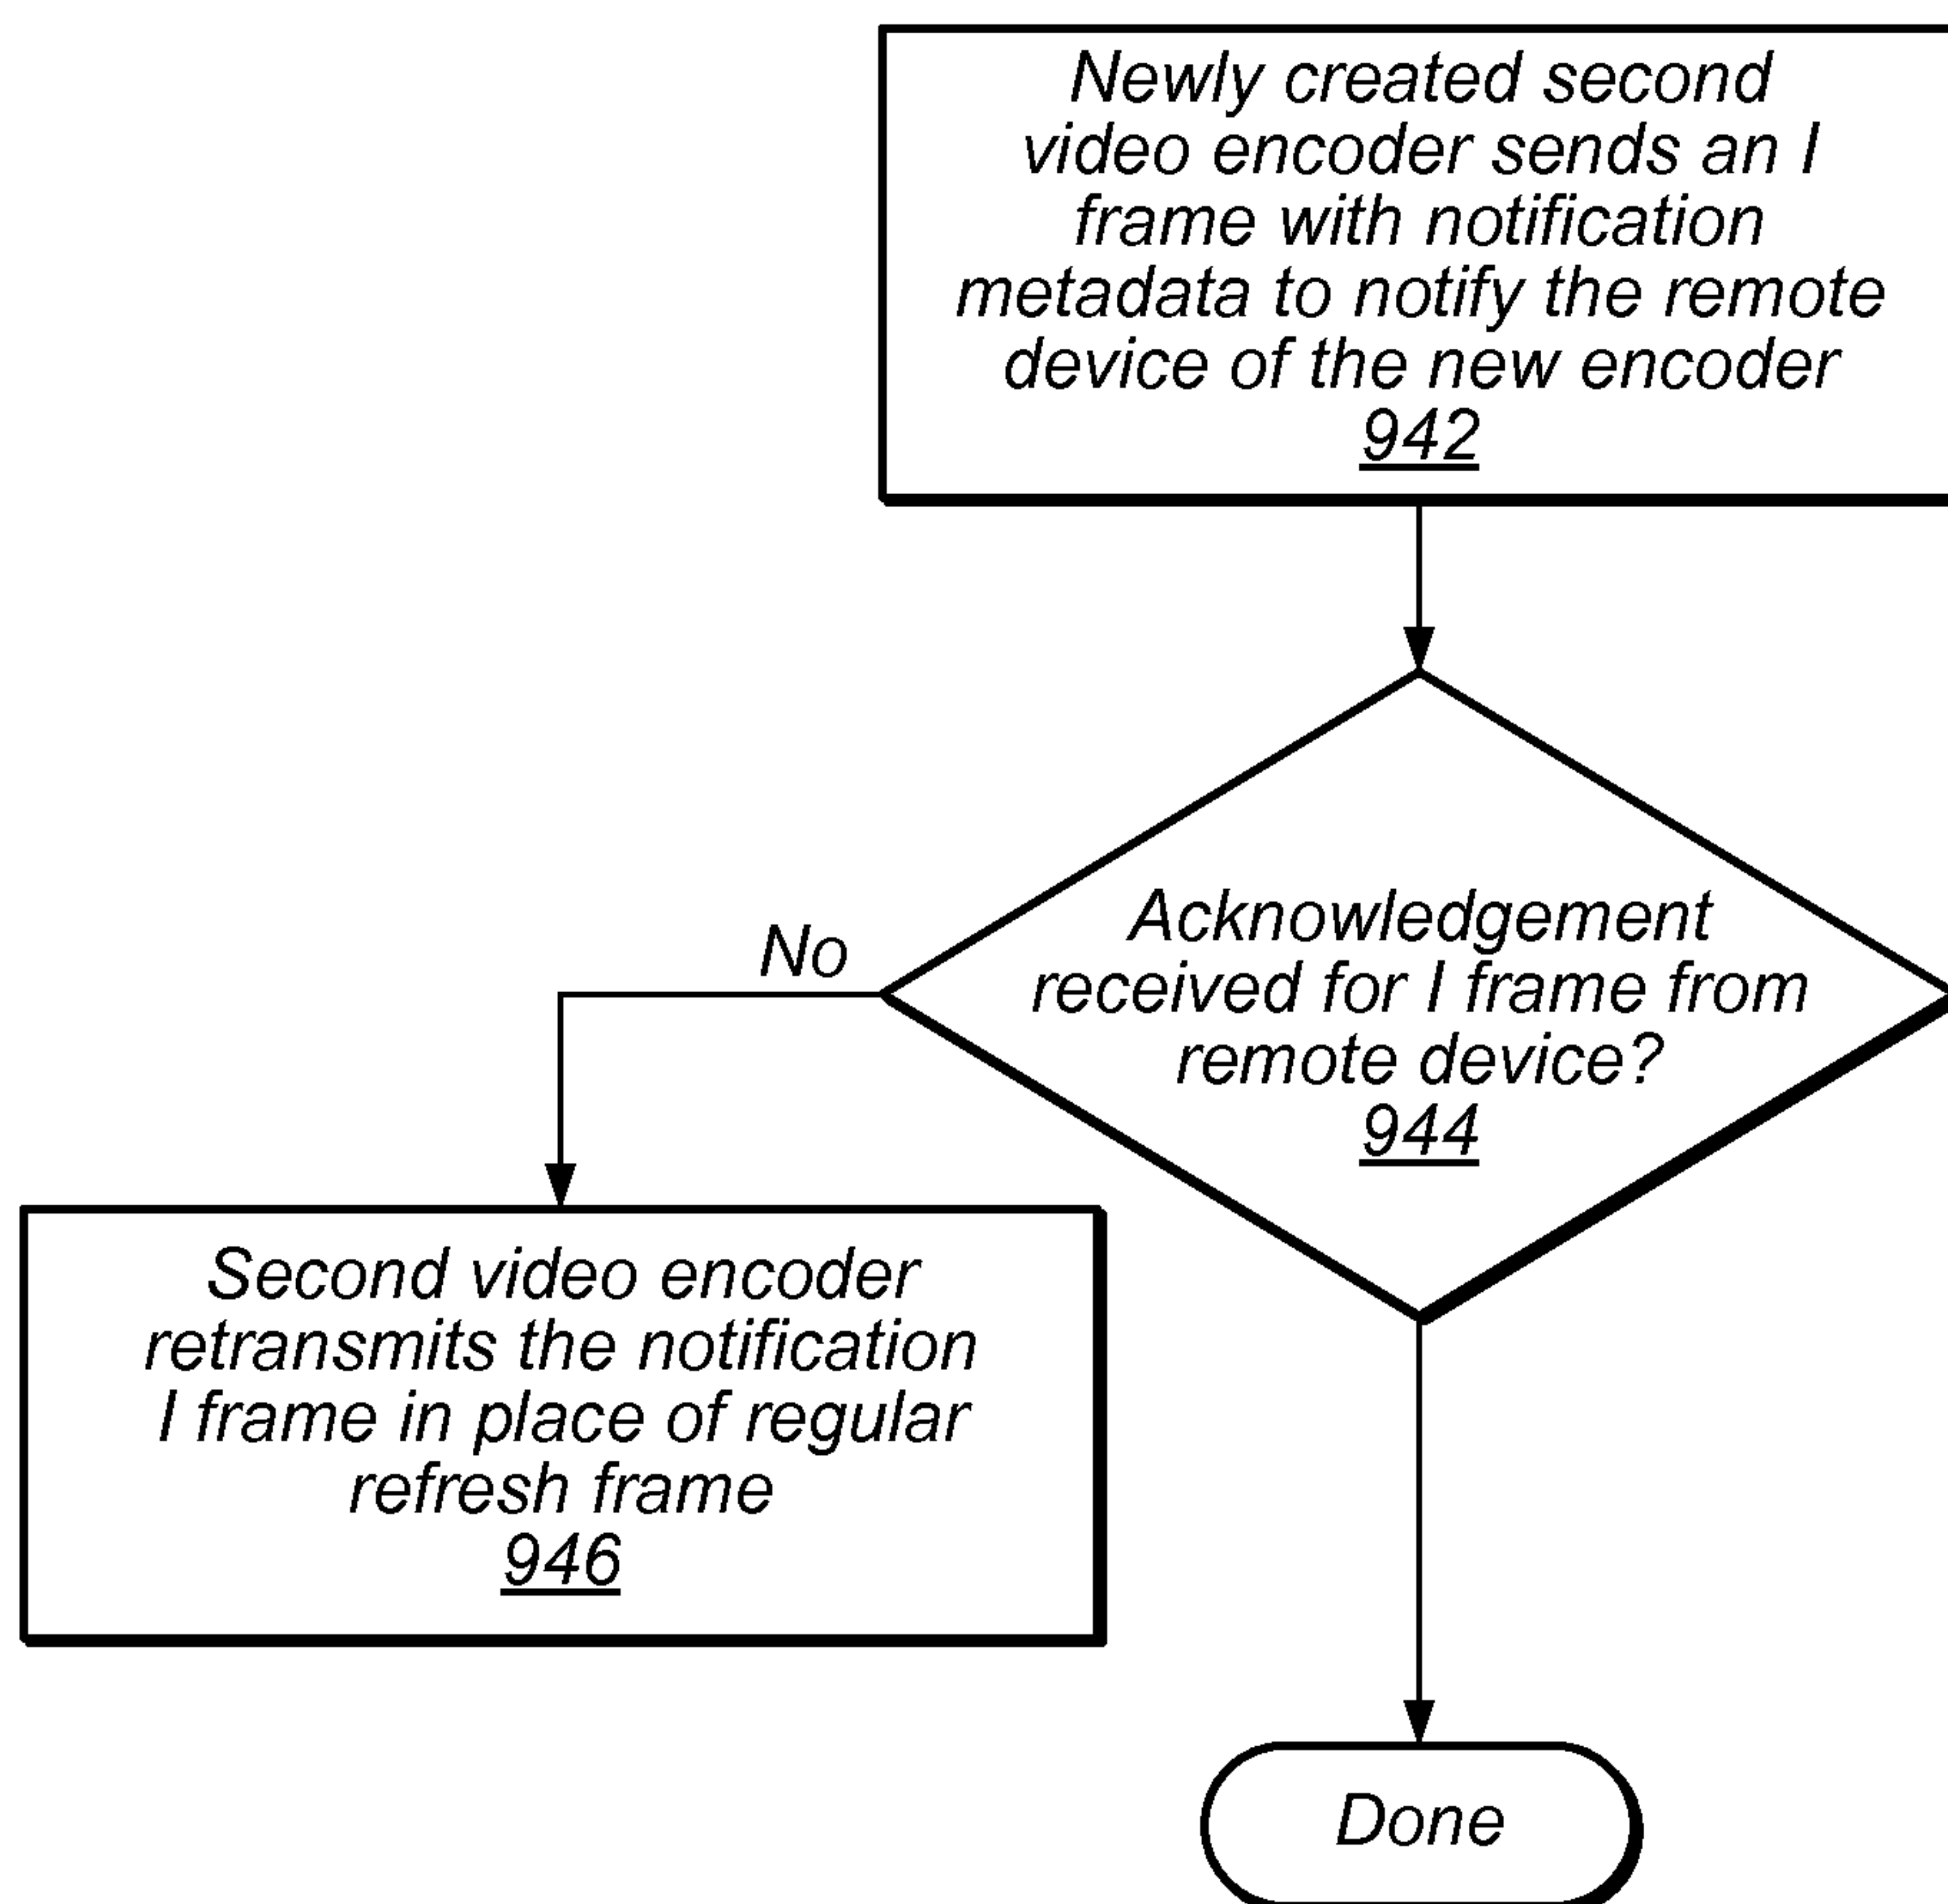 Newly created second
video encoder sends an I
frame with notification
metadata to notify the remote
device of the new encoder
942
Acknowledgement
received for I frame from
remote device?
944
No
Second video encoder
retransmits the notification
I frame in place of regular
refresh frame
946
Done